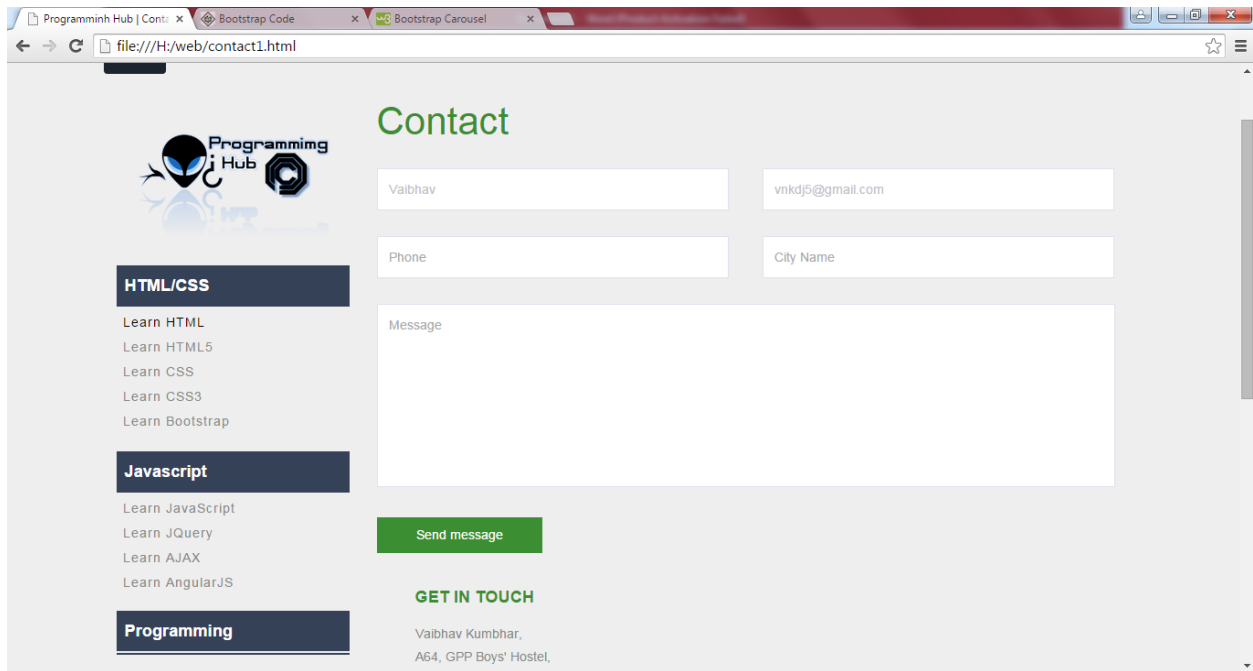 Programminh Hub | Conta
Bootstrap Code
Bootstrap Carousel
file:///H:/web/contact1.html
Programmimg
Hub
Contact
Vaibhav
vnkdj5@gmail.com
Phone
City Name
Message
Send message
HTML/CSS
Learn HTML
Learn HTML5
Learn CSS
Learn CSS3
Learn Bootstrap
Javascript
Learn JavaScript
Learn JQuery
Learn AJAX
Learn AngularJS
Programming
GET IN TOUCH
Vaibhav Kumbhar,
A64, GPP Boys' Hostel,